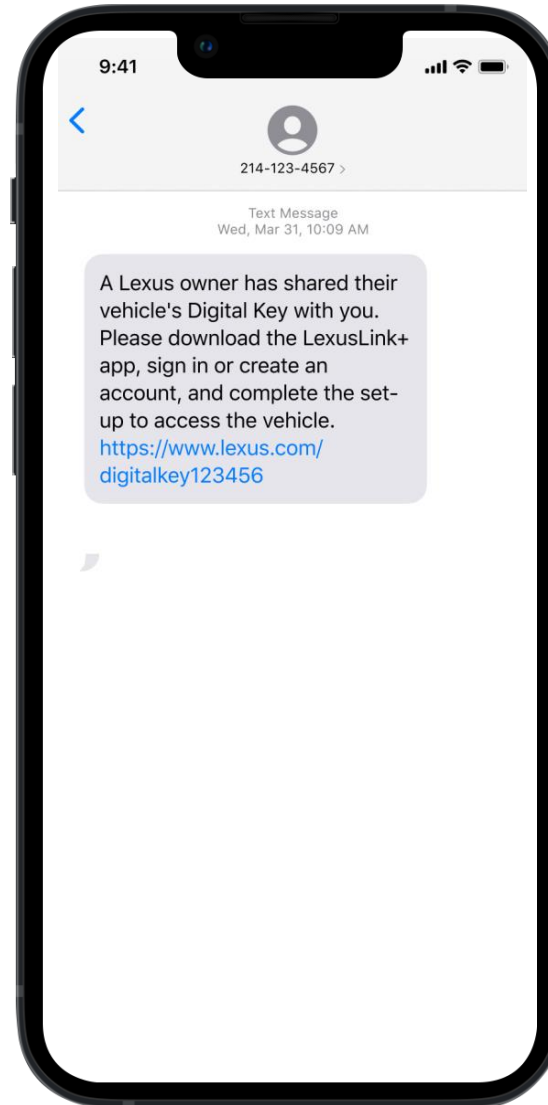 9:41
214-123-4567 >
Text Message
Wed, Mar 31, 10:09 AM
A Lexus owner has shared their
vehicle's Digital Key with you.
Please download the LexusLink+
app, sign in or create an
account, and complete the set-
up to access the vehicle.
https://www.lexus.com/
digitalkey123456